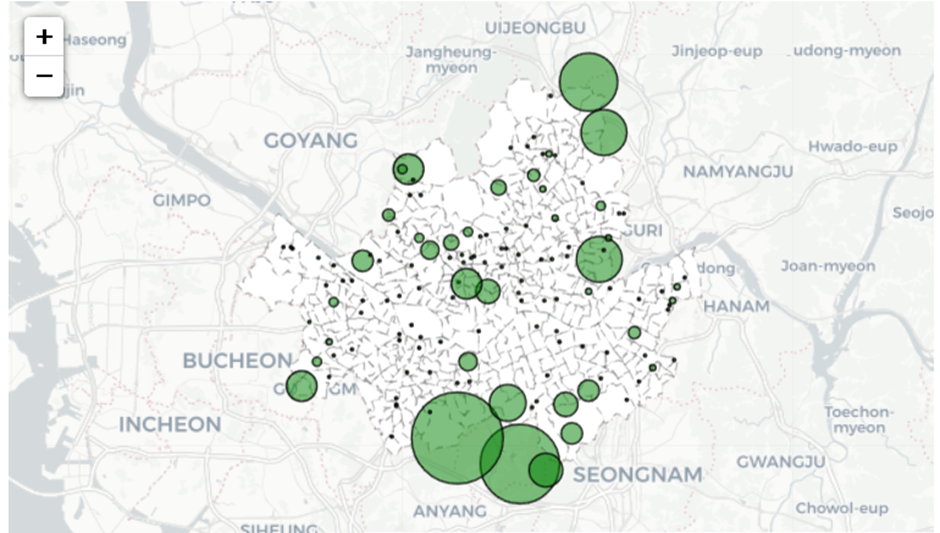 +
−
UIJEONGBU
Haseong
Jangheung-
myeon
Jinjeop-eup
udong-myeon
jin
GOYANG
Hwado-eup
NAMYANGJU
GIMPO
Seojo
GURI
dong
Joan-myeon
HANAM
BUCHEON
GM
INCHEON
Toechon-
myeon
SEONGNAM
GWANGJU
ANYANG
Chowol-eup
SIHEUNG